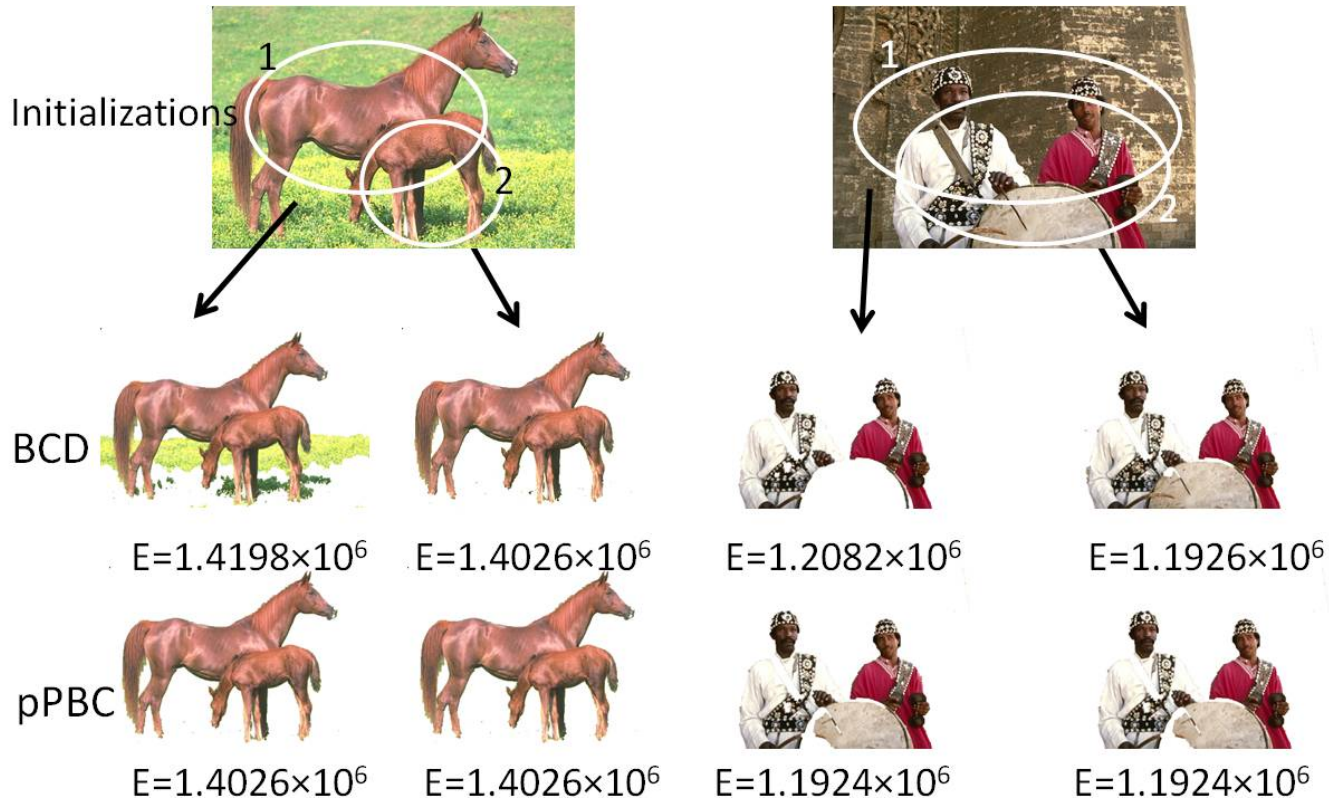 1
2
1
2
Initializations
BCD
E=1.4198×10⁶ E=1.4026×10⁶ E=1.2082×10⁶ E=1.1926×10⁶
pPBC
E=1.4026×10⁶ E=1.4026×10⁶ E=1.1924×10⁶ E=1.1924×10⁶